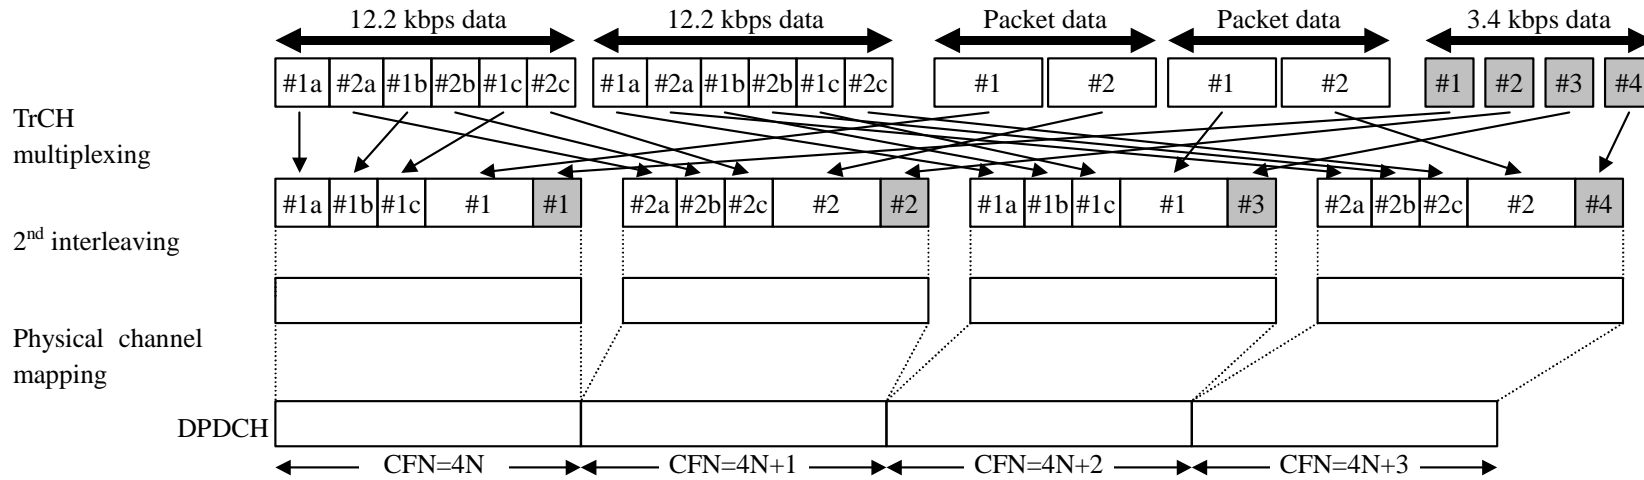 12.2 kbps data 12.2 kbps data Packet data Packet data 3.4 kbps data
#1a #2a #1b #2b #1c #2c #1a #2a #1b #2b #1c #2c #1 #2 #1 #2 #1 #2 #3 #4
TrCH
multiplexing
#1a #1b #1c #1 #1 #2a #2b #2c #2 #2 #1a #1b #1c #1 #3 #2a #2b #2c #2 #4
2nd interleaving
Physical channel
mapping
DPDCH
CFN=4N CFN=4N+1 CFN=4N+2 CFN=4N+3